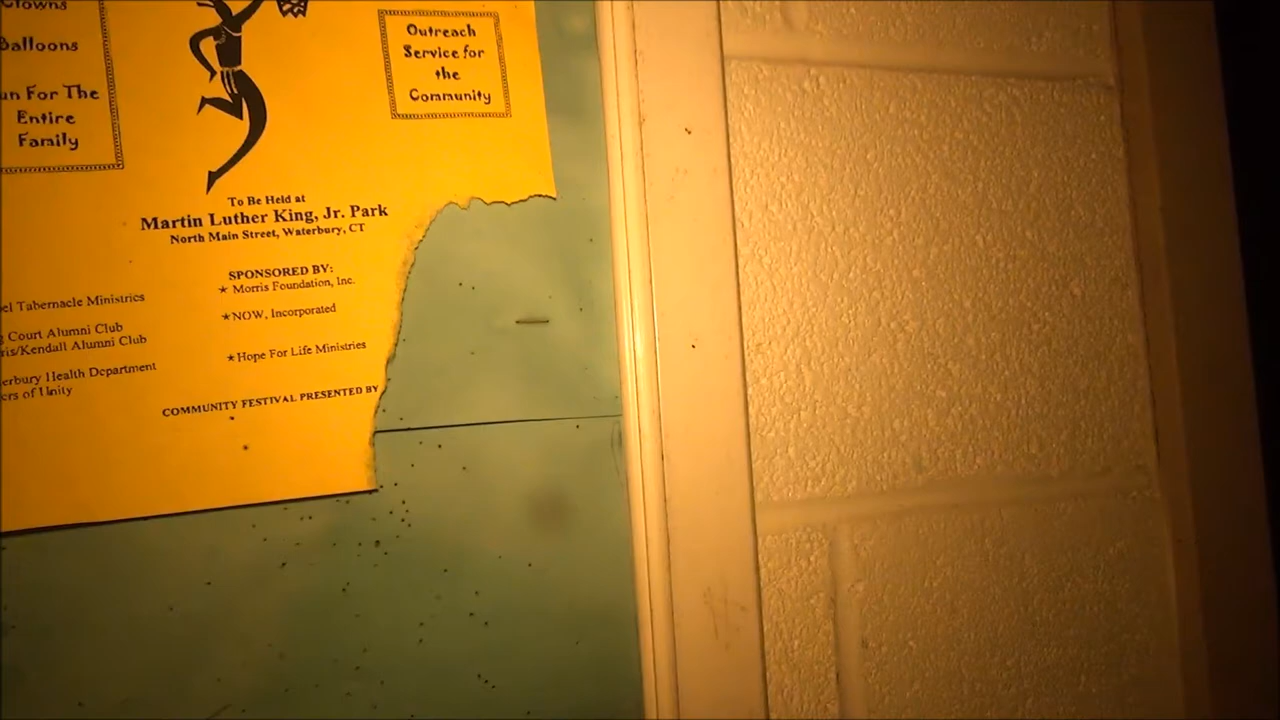 Clowns
Balloons
Fun For The
Entire
Family
Outreach
Service for
the
Community
To Be Held at
Martin Luther King, Jr. Park
North Main Street, Waterbury, CT
SPONSORED BY:
★ Morris Foundation, Inc.
★NOW, Incorporated
★Hope For Life Ministries
el Tabernacle Ministries
Court Alumni Club
ris/Kendall Alumni Club
erbury Health Department
ers of Unity
COMMUNITY FESTIVAL PRESENTED BY